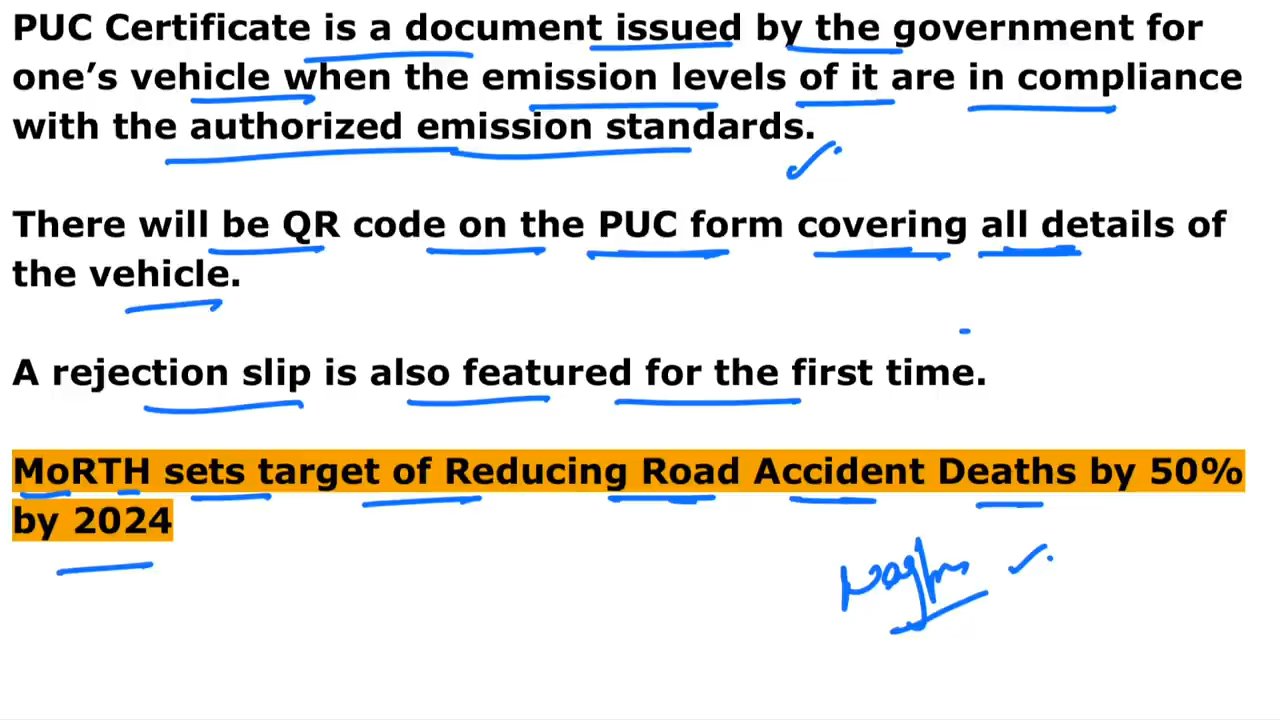 PUC Certificate is a document issued by the government for
one’s vehicle when the emission levels of it are in compliance
with the authorized emission standards.
There will be QR code on the PUC form covering all details of
the vehicle.
A rejection slip is also featured for the first time.
MoRTH sets target of Reducing Road Accident Deaths by 50%
by 2024